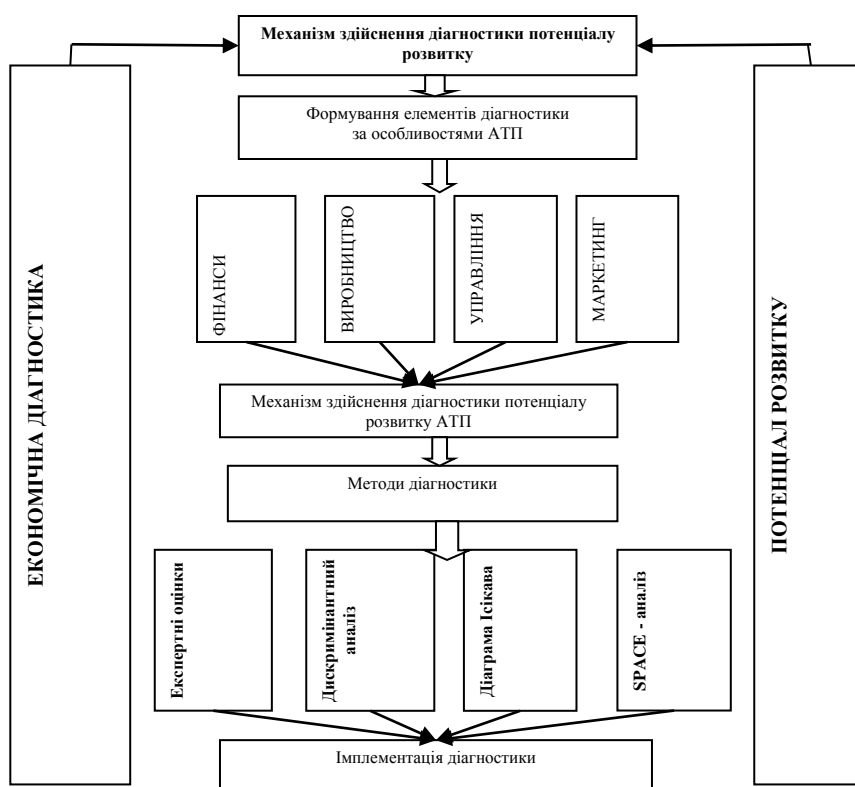 Механізм здійснення діагностики потенціалу
розвитку
Формування елементів діагностики
за особливостями АТП
ФІНАНСИ
ВИРОБНИЦТВО
УПРАВЛІННЯ
МАРКЕТИНГ
Механізм здійснення діагностики потенціалу
розвитку АТП
Методи діагностики
Експертні оцінки
Дискримінантний
аналіз
Діаграма Ісікава
SPACE - аналіз
Імплементація діагностики
ЕКОНОМІЧНА ДІАГНОСТИКА
ПОТЕНЦІАЛ РОЗВИТКУ